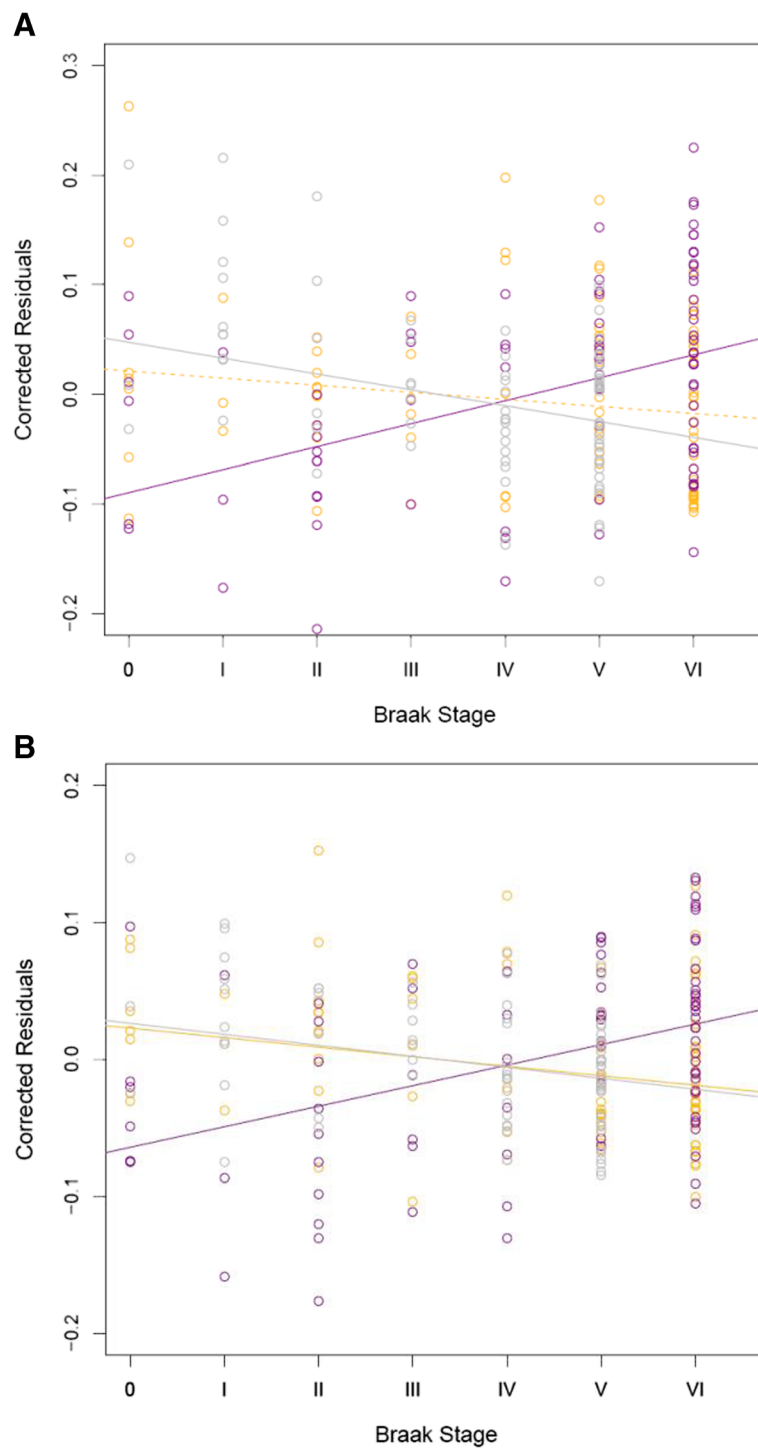 A
0.3
0.2
0.1
0.0
−0.1
−0.2
Corrected Residuals
0 I II III IV V VI
Braak Stage
B
0.2
0.1
0.0
−0.1
−0.2
Corrected Residuals
0 I II III IV V VI
Braak Stage